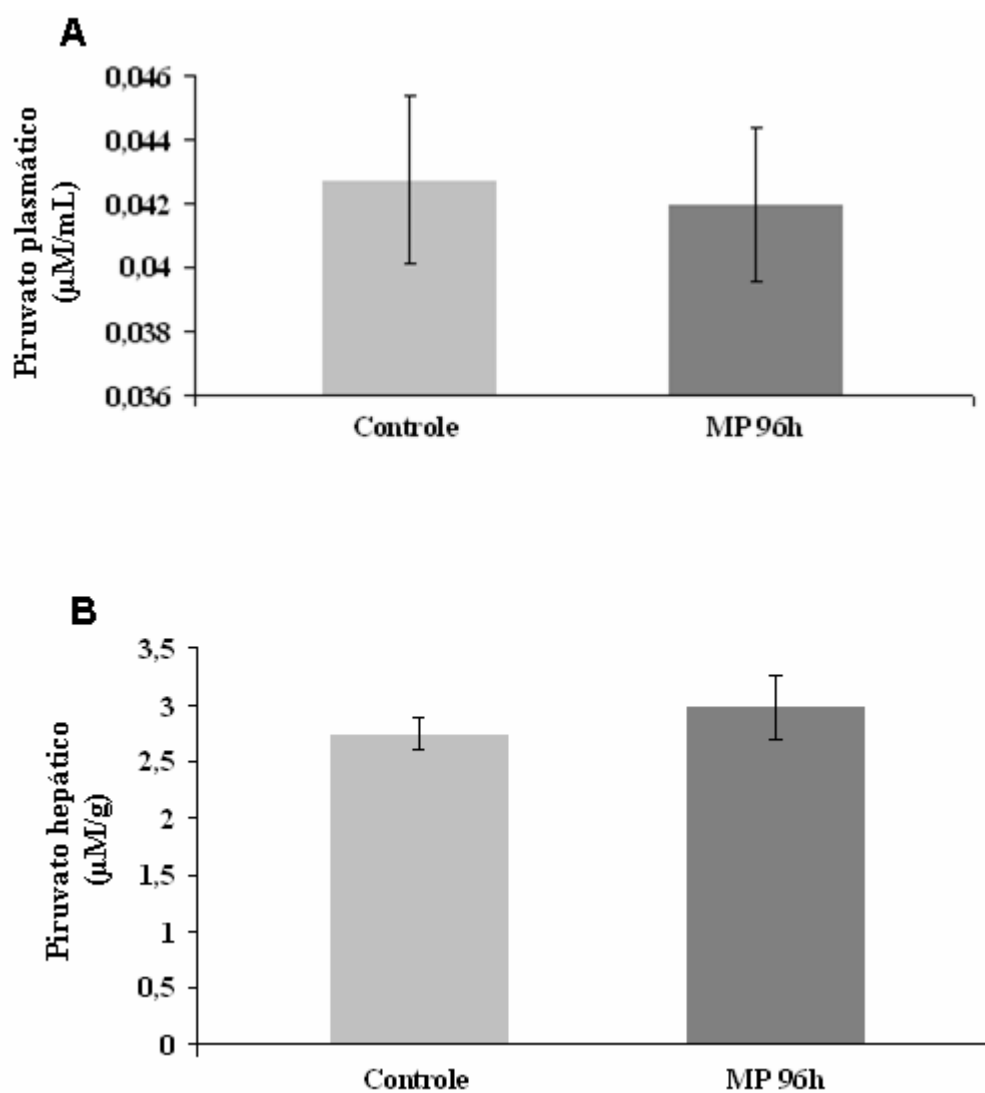 A
Piruvato plasmático
(µM/mL)
0,046
0,044
0,042
0,04
0,038
0,036
Controle
MP 96h
B
Piruvato hepático
(µM/g)
3,5
3
2,5
2
1,5
1
0,5
0
Controle
MP 96h